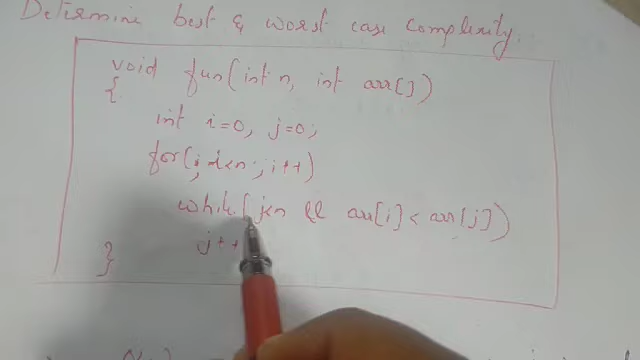 Determine best & worst case complexity.
void fun(int n, int arr[])
{
int i=0, j=0;
for(; i<n; i++)
while(j<n && arr[i]<arr[j])
j++
}